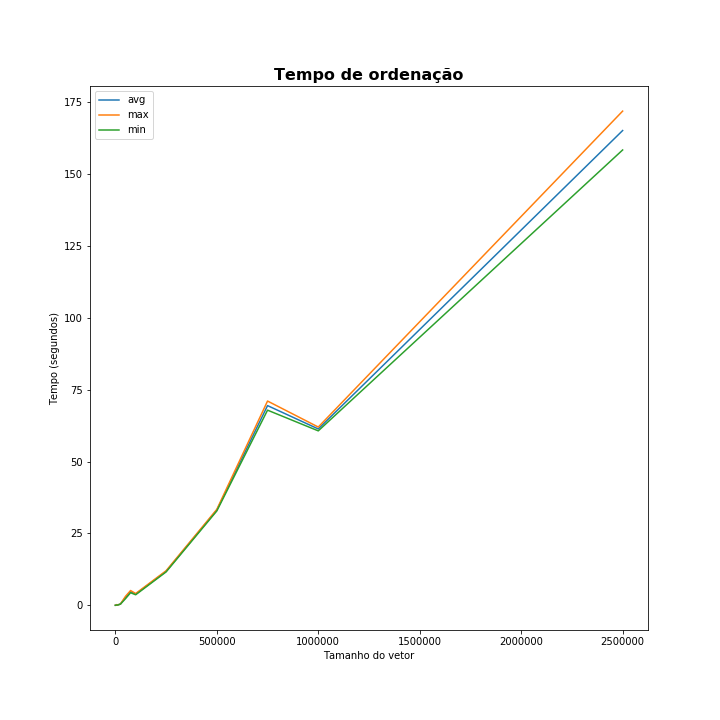 Tempo de ordenação
avg
max
min
175
150
125
100
75
50
25
0
Tempo (segundos)
0 500000 1000000 1500000 2000000 2500000
Tamanho do vetor